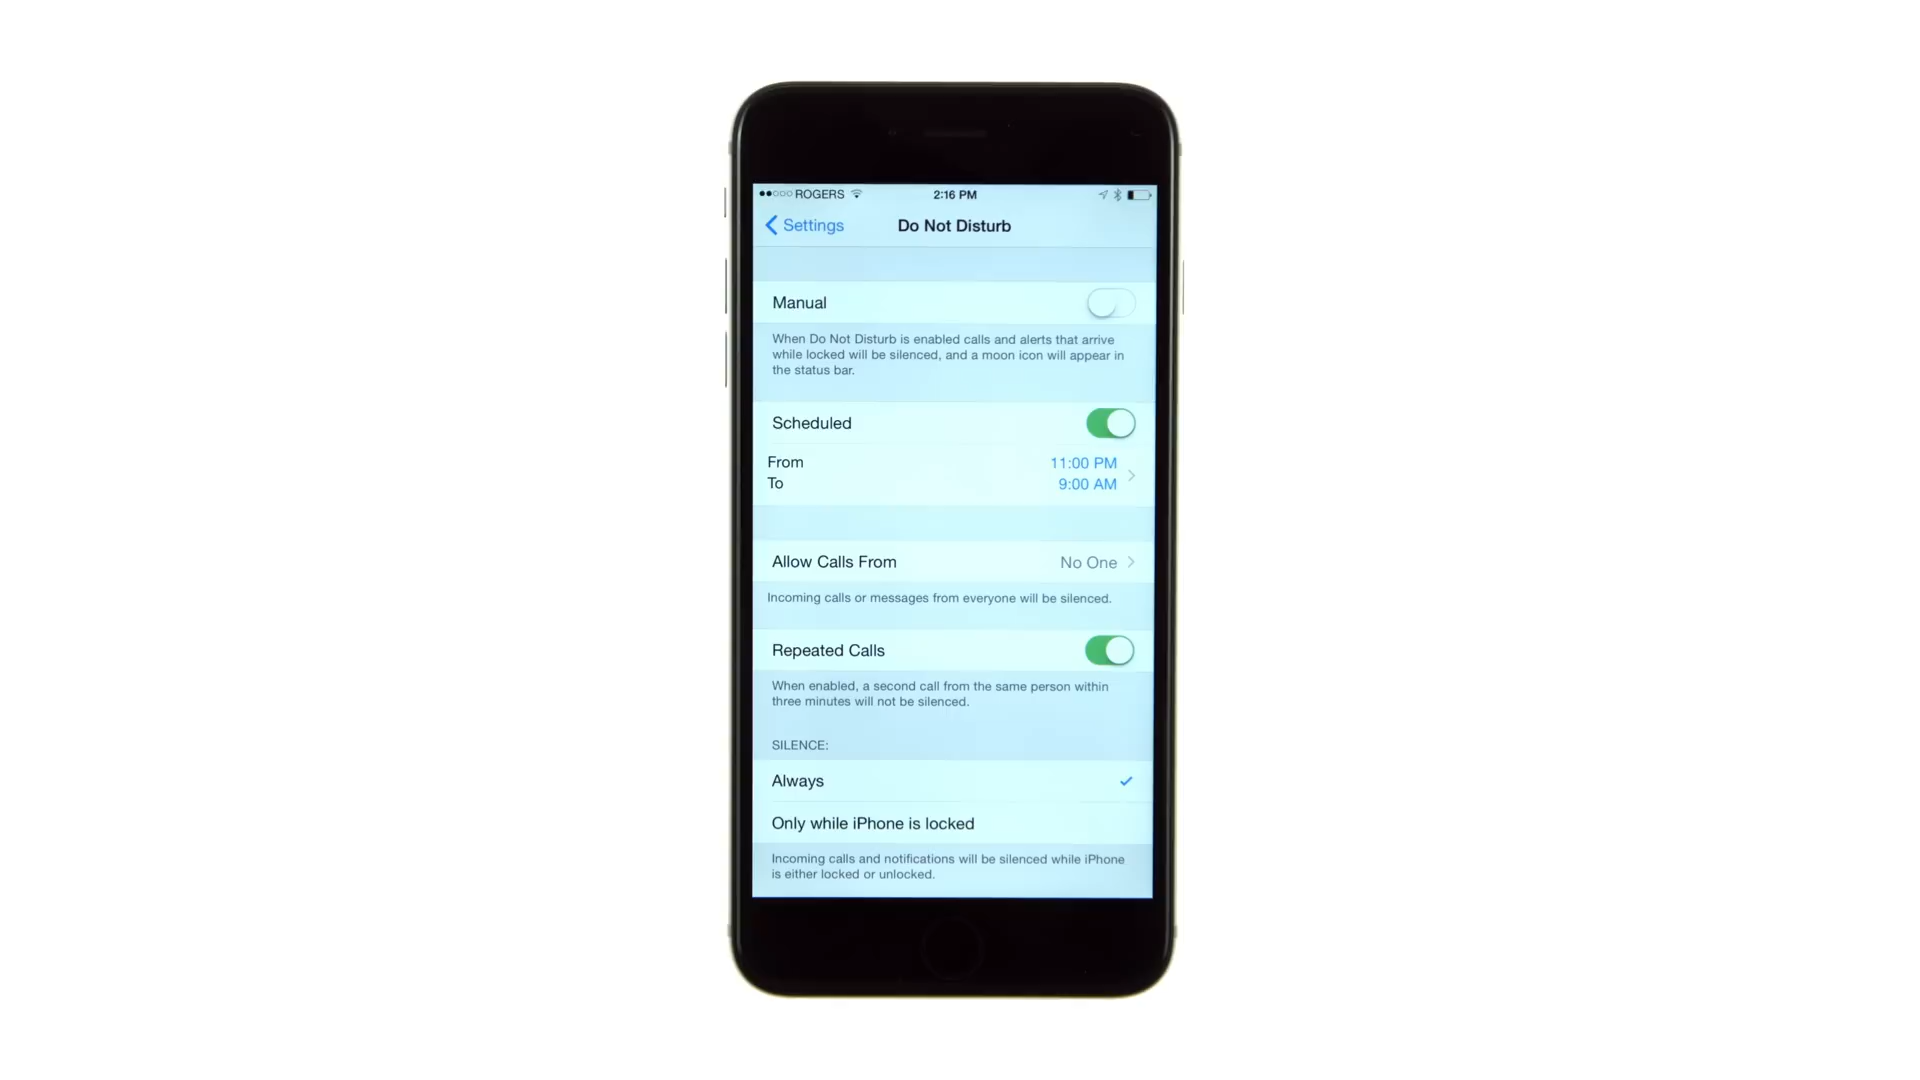 ROGERS 2:16 PM
Settings Do Not Disturb
Manual
When Do Not Disturb is enabled calls and alerts that arrive
while locked will be silenced, and a moon icon will appear in
the status bar.
Scheduled
From 11:00 PM
To 9:00 AM
Allow Calls From No One
Incoming calls or messages from everyone will be silenced.
Repeated Calls
When enabled, a second call from the same person within
three minutes will not be silenced.
SILENCE:
Always
Only while iPhone is locked
Incoming calls and notifications will be silenced while iPhone
is either locked or unlocked.